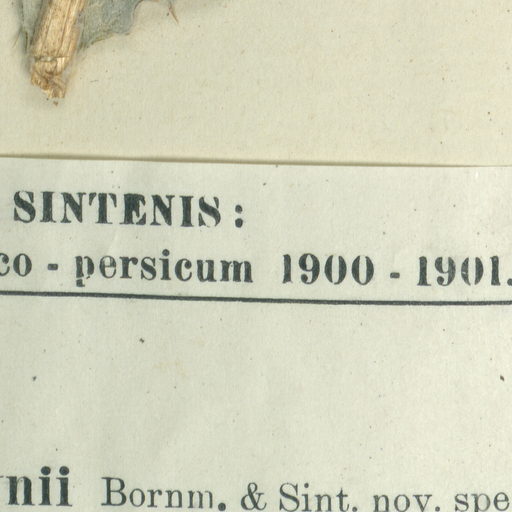 SINTENIS:
co - persicum 1900 - 1901.
nii Bornm. & Sint. nov. spe